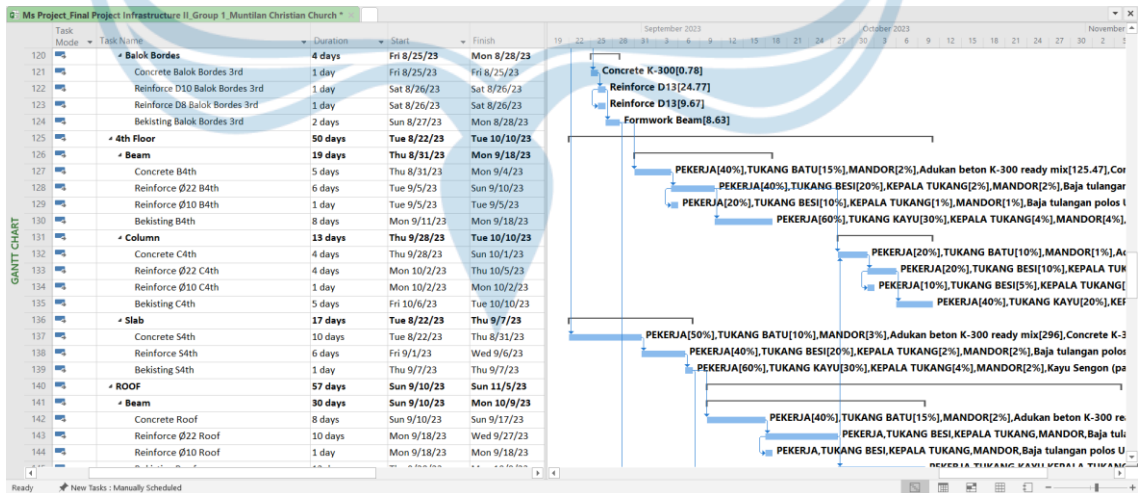 Ms Project_Final Project Infrastructure II_Group 1_Muntilan Christian Church *
Task Mode Task Name Duration Start Finish
September 2023 October 2023 November
19 22 25 28 31 3 6 9 12 15 18 21 24 27 30 3 6 9 12 15 18 21 24 27 30 2
GANTT CHART
120 Balok Bordes 4 days Fri 8/25/23 Mon 8/28/23
121 Concrete Balok Bordes 3rd 1 day Fri 8/25/23 Fri 8/25/23 Concrete K-300[0.78]
122 Reinforce D10 Balok Bordes 3rd 1 day Sat 8/26/23 Sat 8/26/23 Reinforce D13[24.77]
123 Reinforce D8 Balok Bordes 3rd 1 day Sat 8/26/23 Sat 8/26/23 Reinforce D13[9.67]
124 Bekisting Balok Bordes 3rd 2 days Sun 8/27/23 Mon 8/28/23 Formwork Beam[8.63]
125 4th Floor 50 days Tue 8/22/23 Tue 10/10/23
126 Beam 19 days Thu 8/31/23 Mon 9/18/23
127 Concrete B4th 5 days Thu 8/31/23 Mon 9/4/23 PEKERJA[40%],TUKANG BATU[15%],MANDOR[2%],Adukan beton K-300 ready mix[125.47],Cor
128 Reinforce Ø22 B4th 6 days Tue 9/5/23 Sun 9/10/23 PEKERJA[40%],TUKANG BESI[20%],KEPALA TUKANG[2%],MANDOR[2%],Baja tulangar
129 Reinforce Ø10 B4th 1 day Tue 9/5/23 Tue 9/5/23 PEKERJA[20%],TUKANG BESI[10%],KEPALA TUKANG[1%],MANDOR[1%],Baja tulangan polos U
130 Bekisting B4th 8 days Mon 9/11/23 Mon 9/18/23 PEKERJA[60%],TUKANG KAYU[30%],KEPALA TUKANG[4%],MANDOR[4%],
131 Column 13 days Thu 9/28/23 Tue 10/10/23
132 Concrete C4th 4 days Thu 9/28/23 Sun 10/1/23 PEKERJA[20%],TUKANG BATU[10%],MANDOR[1%],Ad
133 Reinforce Ø22 C4th 4 days Mon 10/2/23 Thu 10/5/23 PEKERJA[20%],TUKANG BESI[10%],KEPALA TUK
134 Reinforce Ø10 C4th 1 day Mon 10/2/23 Mon 10/2/23 PEKERJA[10%],TUKANG BESI[5%],KEPALA TUKANG[
135 Bekisting C4th 5 days Fri 10/6/23 Tue 10/10/23 PEKERJA[40%],TUKANG KAYU[20%],KEP
136 Slab 17 days Tue 8/22/23 Thu 9/7/23
137 Concrete S4th 10 days Tue 8/22/23 Thu 8/31/23 PEKERJA[50%],TUKANG BATU[10%],MANDOR[3%],Adukan beton K-300 ready mix[296],Concrete K-3
138 Reinforce S4th 6 days Fri 9/1/23 Wed 9/6/23 PEKERJA[40%],TUKANG BESI[20%],KEPALA TUKANG[2%],MANDOR[2%],Baja tulangan polos
139 Bekisting S4th 1 day Thu 9/7/23 Thu 9/7/23 PEKERJA[60%],TUKANG KAYU[30%],KEPALA TUKANG[4%],MANDOR[2%],Kayu Sengon (pa
140 ROOF 57 days Sun 9/10/23 Sun 11/5/23
141 Beam 30 days Sun 9/10/23 Mon 10/9/23
142 Concrete Roof 8 days Sun 9/10/23 Sun 9/17/23 PEKERJA[40%],TUKANG BATU[15%],MANDOR[2%],Adukan beton K-300 re
143 Reinforce Ø22 Roof 10 days Mon 9/18/23 Wed 9/27/23 PEKERJA,TUKANG BESI,KEPALA TUKANG,MANDOR,Baja tula
144 Reinforce Ø10 Roof 1 day Mon 9/18/23 Mon 9/18/23 PEKERJA,TUKANG BESI,KEPALA TUKANG,MANDOR,Baja tulangan polos U
Ready New Tasks : Manually Scheduled